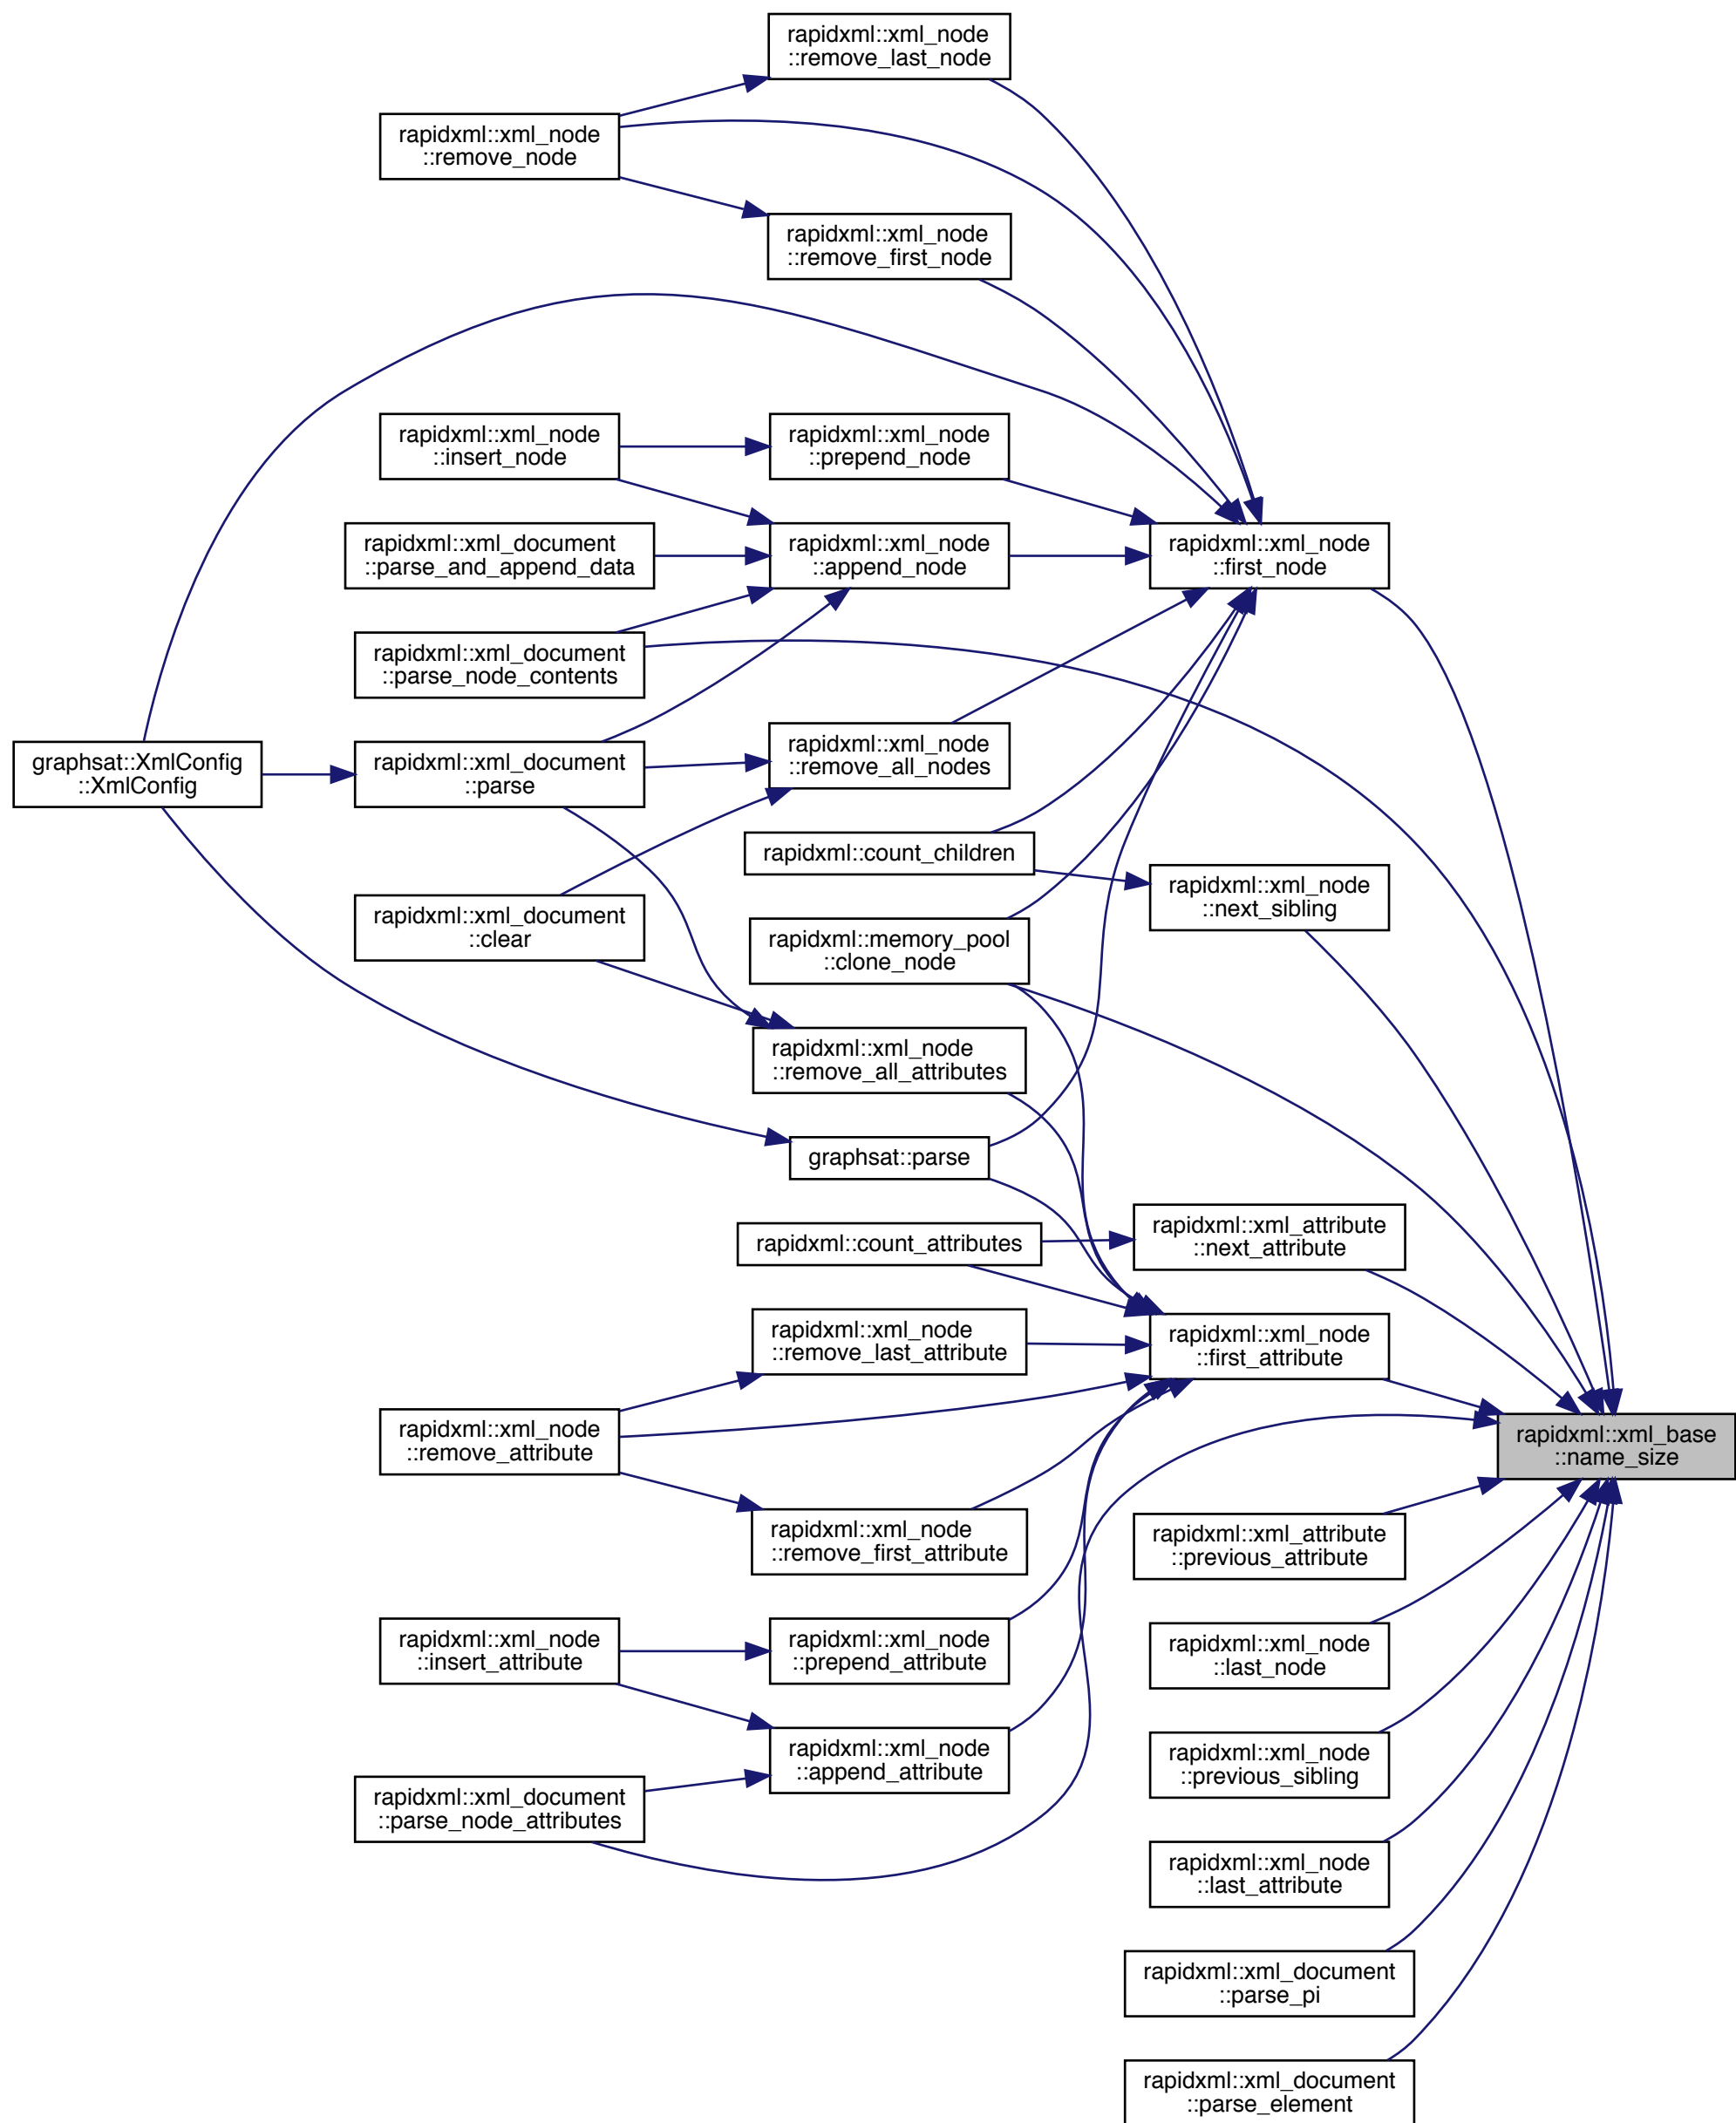 rapidxml::xml_node
::remove_last_node
rapidxml::xml_node
::remove_node
rapidxml::xml_node
::remove_first_node
rapidxml::xml_node
::insert_node
rapidxml::xml_node
::prepend_node
rapidxml::xml_document
::parse_and_append_data
rapidxml::xml_node
::append_node
rapidxml::xml_node
::first_node
rapidxml::xml_document
::parse_node_contents
graphsat::XmlConfig
::XmlConfig
rapidxml::xml_document
::parse
rapidxml::xml_node
::remove_all_nodes
rapidxml::count_children
rapidxml::xml_node
::next_sibling
rapidxml::xml_document
::clear
rapidxml::memory_pool
::clone_node
rapidxml::xml_node
::remove_all_attributes
graphsat::parse
rapidxml::count_attributes
rapidxml::xml_attribute
::next_attribute
rapidxml::xml_node
::remove_last_attribute
rapidxml::xml_node
::first_attribute
rapidxml::xml_node
::remove_attribute
rapidxml::xml_base
::name_size
rapidxml::xml_node
::remove_first_attribute
rapidxml::xml_attribute
::previous_attribute
rapidxml::xml_node
::insert_attribute
rapidxml::xml_node
::prepend_attribute
rapidxml::xml_node
::last_node
rapidxml::xml_node
::append_attribute
rapidxml::xml_node
::previous_sibling
rapidxml::xml_document
::parse_node_attributes
rapidxml::xml_node
::last_attribute
rapidxml::xml_document
::parse_pi
rapidxml::xml_document
::parse_element